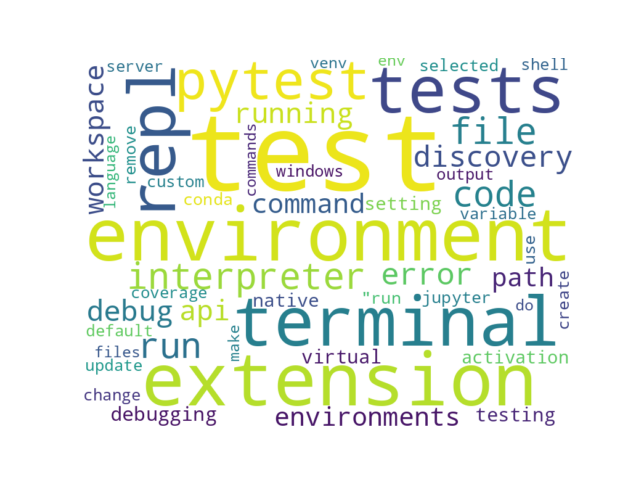 server
venv
env
selected
shell
workspace
repl
pytest
tests
language
remove
running
commands
test
file
custom
windows
discovery
output
conda
command
setting
code
variable
environment
use
interpreter
error
path
create
coverage
native
"run
jupyter
do
debug
api
terminal
default
run
make
files
virtual
activation
update
extension
change
debugging
environments
testing